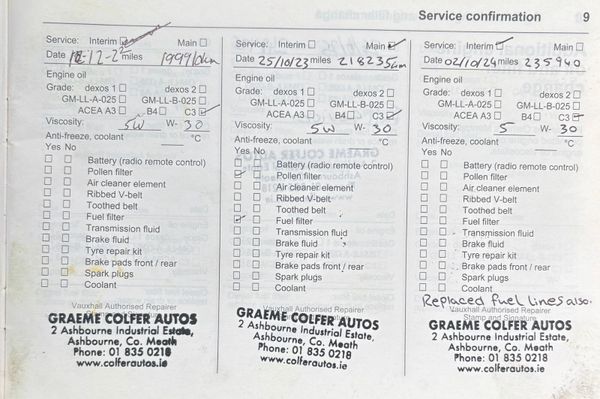 Service confirmation 9
Service: Interim Main
Date 12-12-22 miles 199910km
Engine oil
Grade: dexos 1 dexos 2
GM-LL-A-025 GM-LL-B-025
ACEA A3 B4 C3
Viscosity: 5W W- 30
Anti-freeze, coolant °C
Yes No
Battery (radio remote control)
Pollen filter
Air cleaner element
Ribbed V-belt
Toothed belt
Fuel filter
Transmission fluid
Brake fluid
Tyre repair kit
Brake pads front / rear
Spark plugs
Coolant
Vauxhall Authorised Repairer
GRAEME COLFER AUTOS
2 Ashbourne Industrial Estate,
Ashbourne, Co. Meath
Phone: 01 835 0218
www.colferautos.ie
Service: Interim Main
Date 25/10/23 miles 218235km
Engine oil
Grade: dexos 1 dexos 2
GM-LL-A-025 GM-LL-B-025
ACEA A3 B4 C3
Viscosity: 5W W- 30
Anti-freeze, coolant °C
Yes No
Battery (radio remote control)
Pollen filter
Air cleaner element
Ribbed V-belt
Toothed belt
Fuel filter
Transmission fluid
Brake fluid
Tyre repair kit
Brake pads front / rear
Spark plugs
Coolant
Vauxhall Authorised Repairer
GRAEME COLFER AUTOS
2 Ashbourne Industrial Estate,
Ashbourne, Co. Meath
Phone: 01 835 0218
www.colferautos.ie
Service: Interim Main
Date 02/10/24 miles 235940
Engine oil
Grade: dexos 1 dexos 2
GM-LL-A-025 GM-LL-B-025
ACEA A3 B4 C3
Viscosity: 5 W- 30
Anti-freeze, coolant °C
Yes No
Battery (radio remote control)
Pollen filter
Air cleaner element
Ribbed V-belt
Toothed belt
Fuel filter
Transmission fluid
Brake fluid
Tyre repair kit
Brake pads front / rear
Spark plugs
Coolant
Replaced fuel lines also.
Vauxhall Authorised Repairer
Stamp and Signature
GRAEME COLFER AUTOS
2 Ashbourne Industrial Estate,
Ashbourne, Co. Meath
Phone: 01 835 0218
www.colferautos.ie